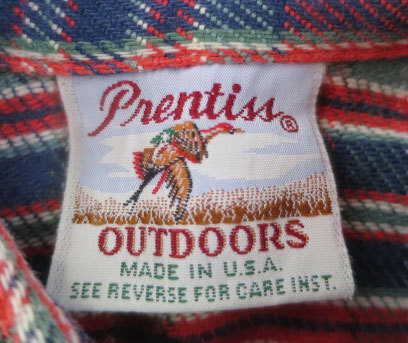 Prentiss®
OUTDOORS
MADE IN U.S.A.
SEE REVERSE FOR CARE INST.